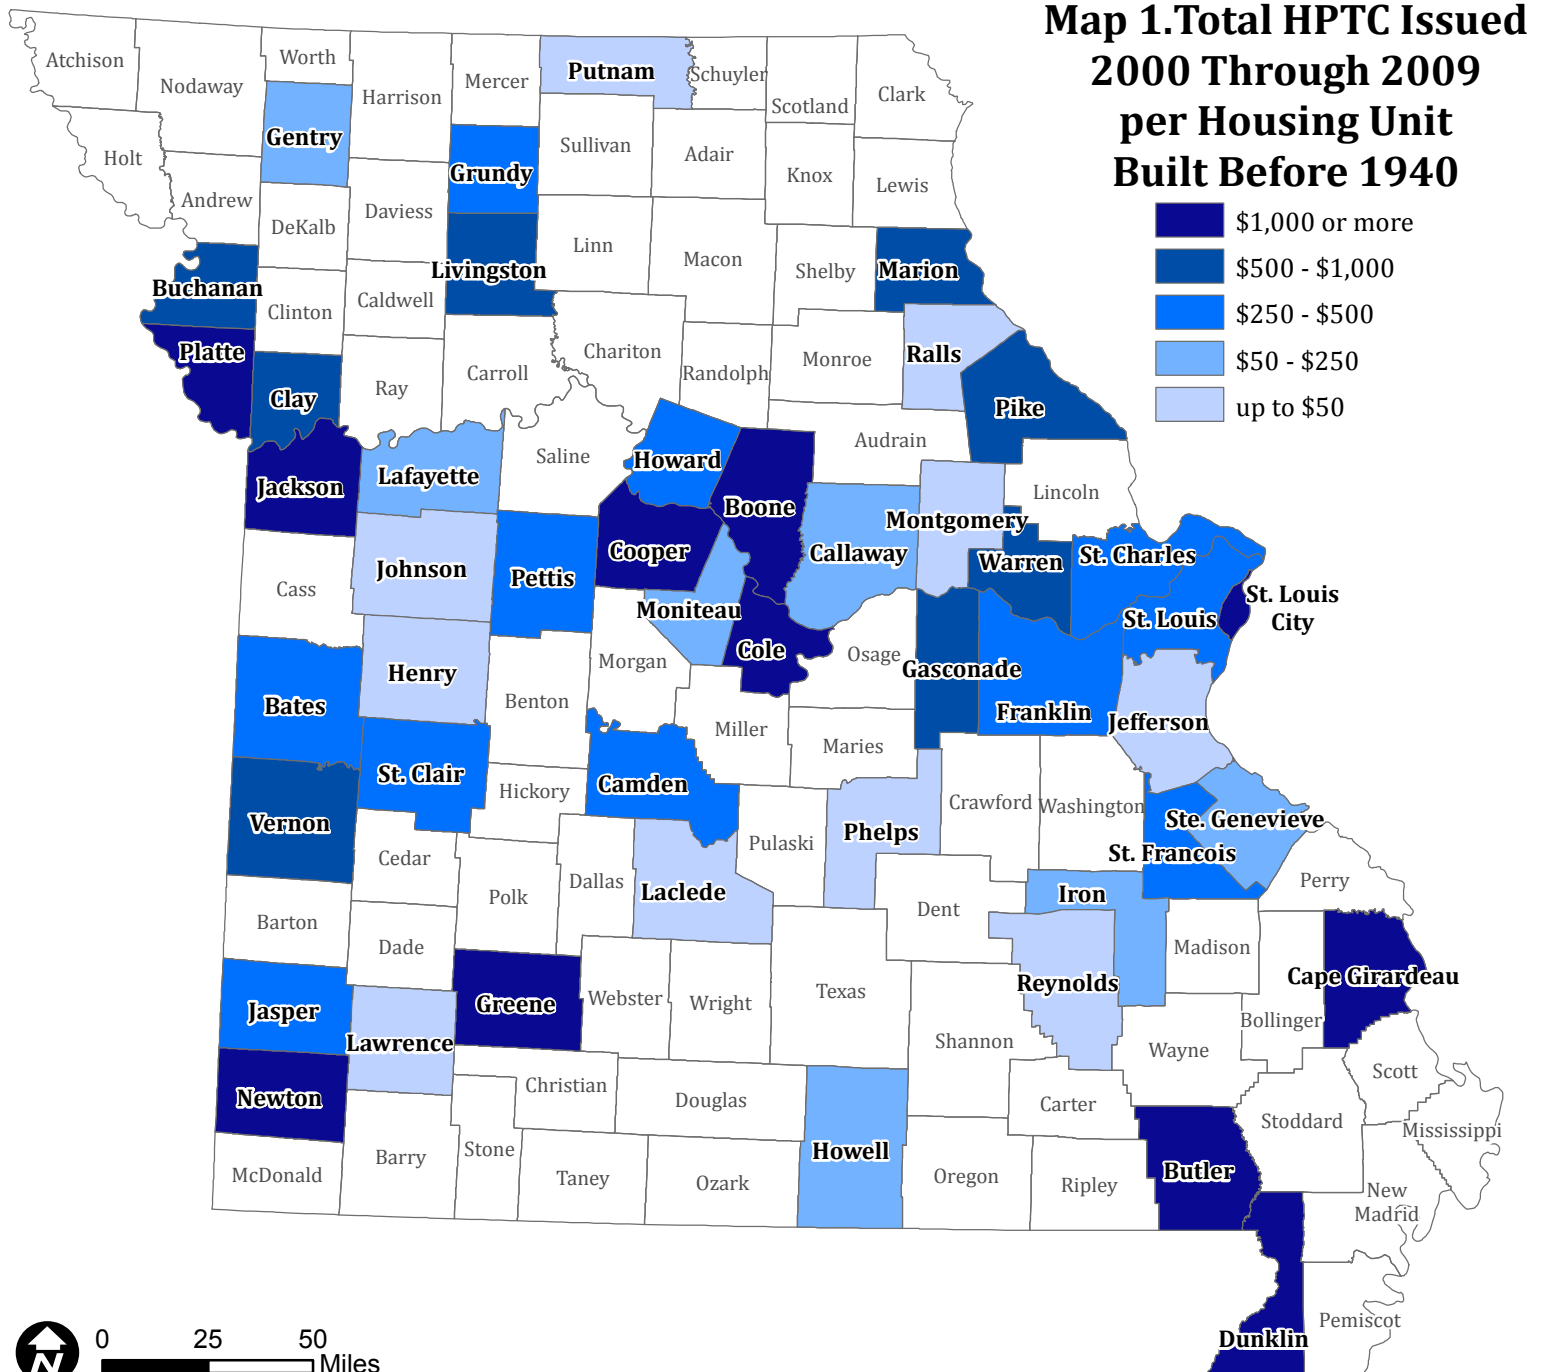 Map 1.Total HPTC Issued
2000 Through 2009
per Housing Unit
Built Before 1940
$1,000 or more
$500 - $1,000
$250 - $500
$50 - $250
up to $50
Atchison
Nodaway
Worth
Harrison
Mercer
Putnam
Schuyler
Scotland
Clark
Gentry
Holt
Andrew
DeKalb
Daviess
Grundy
Sullivan
Adair
Knox
Lewis
Buchanan
Clinton
Caldwell
Livingston
Linn
Macon
Shelby
Marion
Platte
Clay
Ray
Carroll
Chariton
Randolph
Monroe
Ralls
Pike
Jackson
Lafayette
Saline
Howard
Boone
Audrain
Callaway
Montgomery
Lincoln
Warren
St. Charles
St. Louis
St. Louis
City
Cass
Johnson
Pettis
Cooper
Moniteau
Cole
Osage
Gasconade
Franklin
Jefferson
Bates
Henry
Benton
Morgan
Miller
Maries
Vernon
St. Clair
Hickory
Camden
Pulaski
Phelps
Crawford
Washington
Ste. Genevieve
St. Francois
Perry
Barton
Cedar
Polk
Dallas
Laclede
Dent
Iron
Madison
Cape Girardeau
Dade
Jasper
Lawrence
Greene
Webster
Wright
Texas
Shannon
Reynolds
Wayne
Bollinger
Scott
Newton
Christian
Douglas
Howell
Carter
Stoddard
Mississippi
McDonald
Barry
Stone
Taney
Ozark
Oregon
Ripley
Butler
New
Madrid
Dunklin
Pemiscot
N
0 25 50
Miles